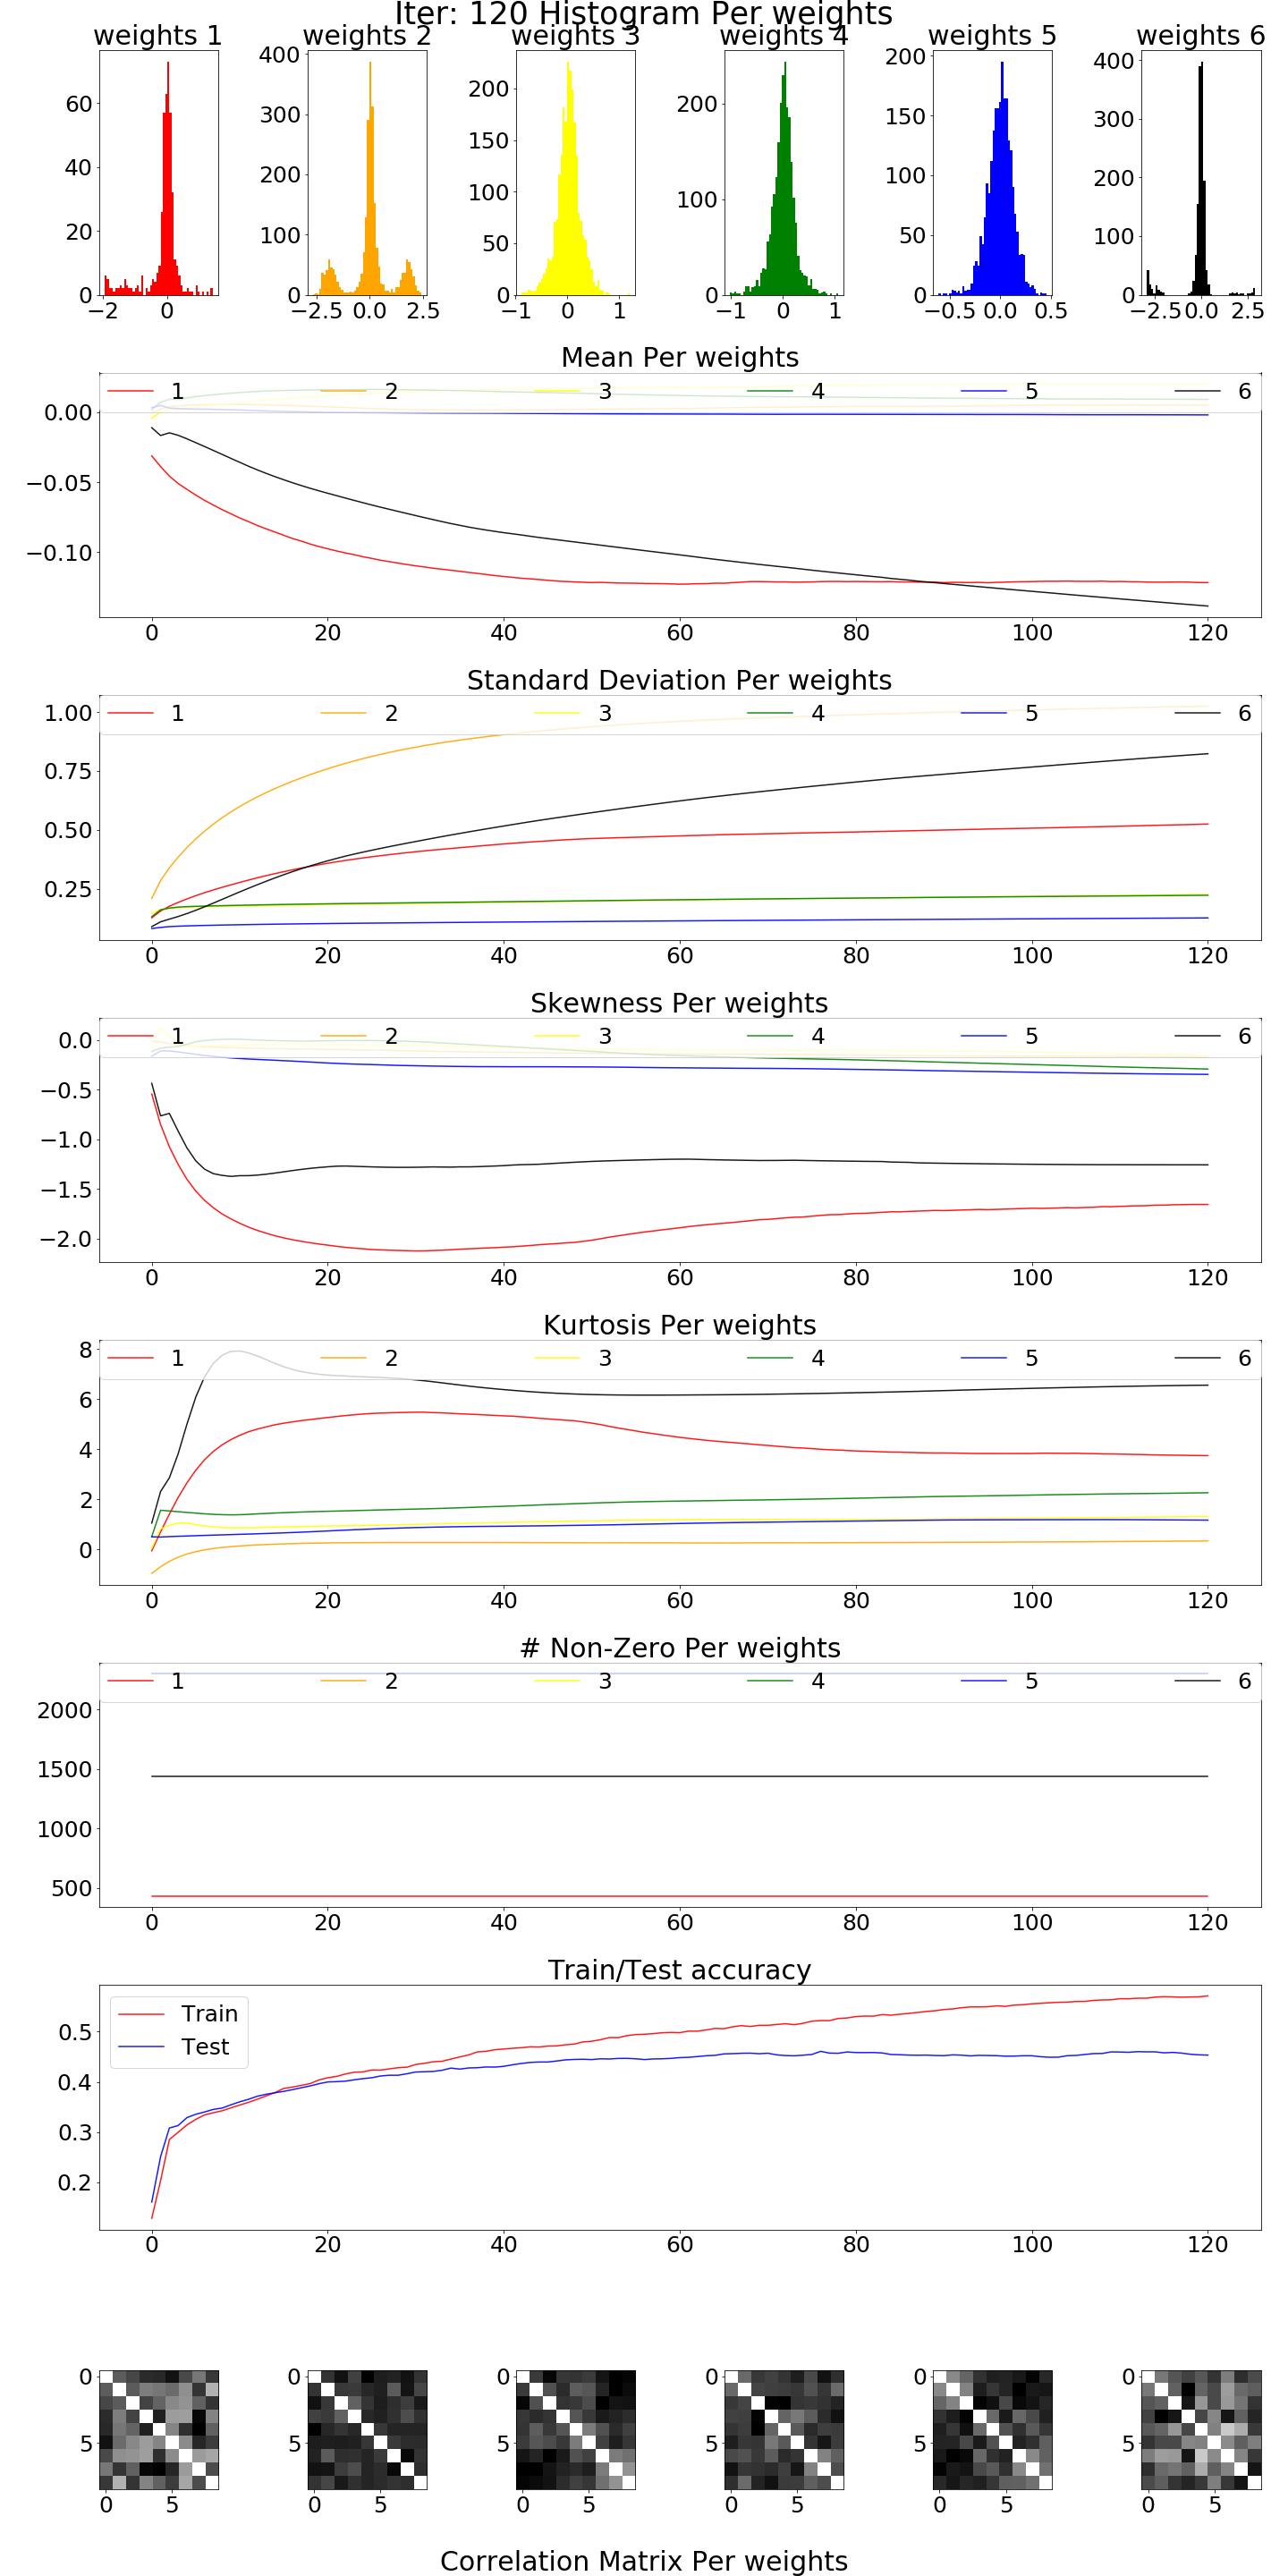 Iter: 120 Histogram Per weights
weights 1 weights 2 weights 3 weights 4 weights 5 weights 6
60
40
20
0
−2 0
400
300
200
100
0
−2.5 0.0 2.5
200
150
100
50
0
−1 0 1
200
100
0
−1 0 1
200
150
100
50
0
−0.5 0.0 0.5
400
300
200
100
0
−2.5 0.0 2.5
Mean Per weights
1 2 3 4 5 6
0.00
−0.05
−0.10
0 20 40 60 80 100 120
Standard Deviation Per weights
1 2 3 4 5 6
1.00
0.75
0.50
0.25
0 20 40 60 80 100 120
Skewness Per weights
1 2 3 4 5 6
0.0
−0.5
−1.0
−1.5
−2.0
0 20 40 60 80 100 120
Kurtosis Per weights
1 2 3 4 5 6
8
6
4
2
0
0 20 40 60 80 100 120
# Non-Zero Per weights
1 2 3 4 5 6
2000
1500
1000
500
0 20 40 60 80 100 120
Train/Test accuracy
Train
Test
0.5
0.4
0.3
0.2
0 20 40 60 80 100 120
0 0 0 0 0 0
5 5 5 5 5 5
0 5 0 5 0 5 0 5 0 5 0 5
Correlation Matrix Per weights